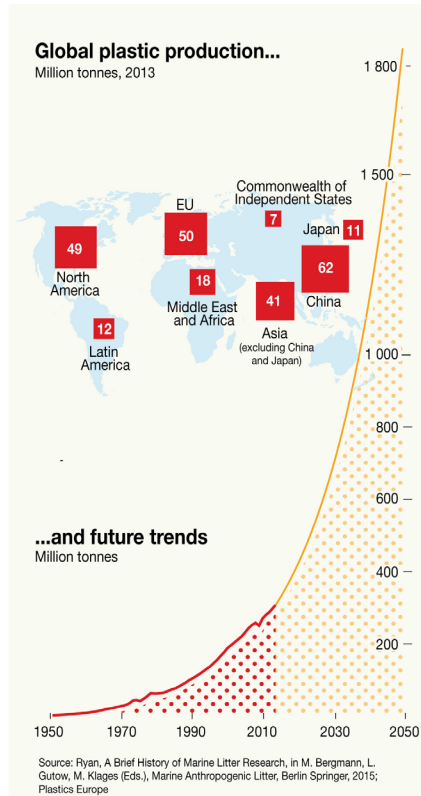 Global plastic production...
Million tonnes, 2013
1 800
1 500
Commonwealth of
Independent States
7
EU
50
Japan
11
49
North
America
18
Middle East
and Africa
62
China
41
Asia
(excluding China
and Japan)
12
Latin
America
1 000
800
600
...and future trends
Million tonnes
400
200
1950
1970
1990
2010
2030
2050
Source: Ryan, A Brief History of Marine Litter Research, in M. Bergmann, L.
Gutow, M. Klages (Eds.), Marine Anthropogenic Litter, Berlin Springer, 2015;
Plastics Europe